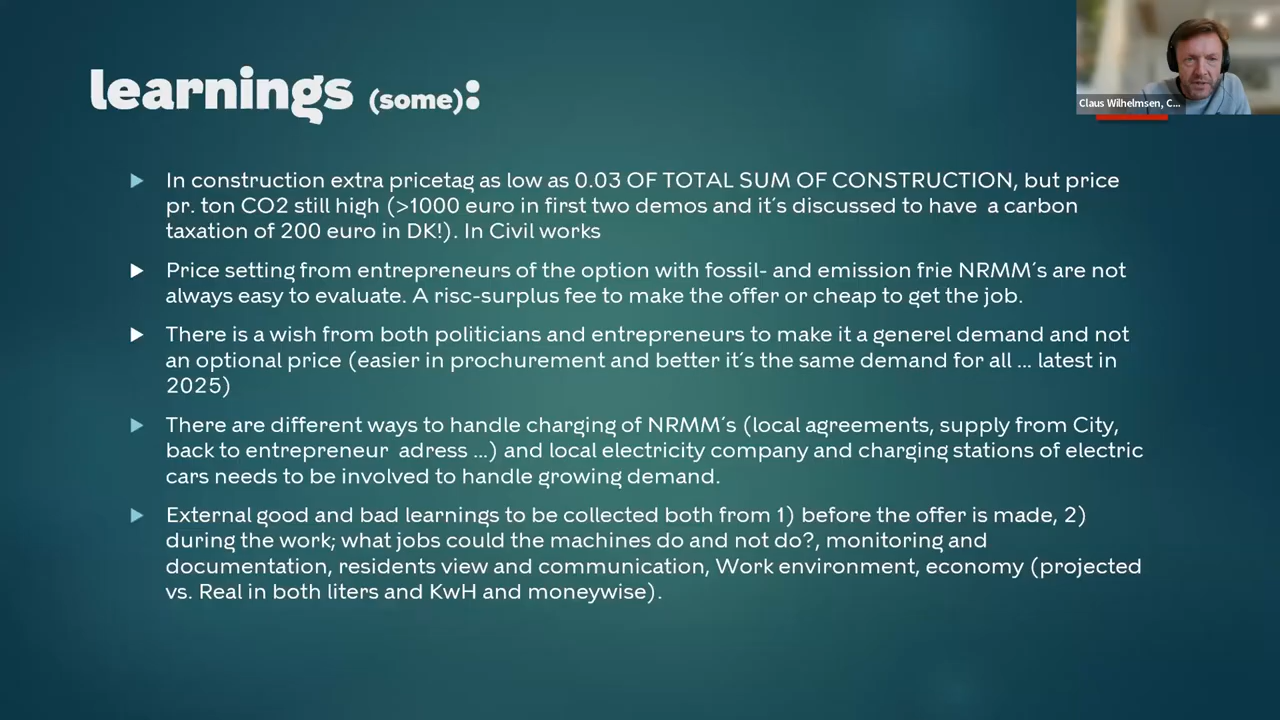 learnings (some):
Claus Wilhelmsen, C...
In construction extra pricetag as low as 0.03 OF TOTAL SUM OF CONSTRUCTION, but price
pr. ton CO2 still high (>1000 euro in first two demos and it´s discussed to have  a carbon
taxation of 200 euro in DK!). In Civil works
Price setting from entrepreneurs of the option with fossil- and emission frie NRMM´s are not
always easy to evaluate. A risc-surplus fee to make the offer or cheap to get the job.
There is a wish from both politicians and entrepreneurs to make it a generel demand and not
an optional price (easier in prochurement and better it´s the same demand for all ... latest in
2025)
There are different ways to handle charging of NRMM´s (local agreements, supply from City,
back to entrepreneur  adress ...) and local electricity company and charging stations of electric
cars needs to be involved to handle growing demand.
External good and bad learnings to be collected both from 1) before the offer is made, 2)
during the work; what jobs could the machines do and not do?, monitoring and
documentation, residents view and communication, Work environment, economy (projected
vs. Real in both liters and KwH and moneywise).